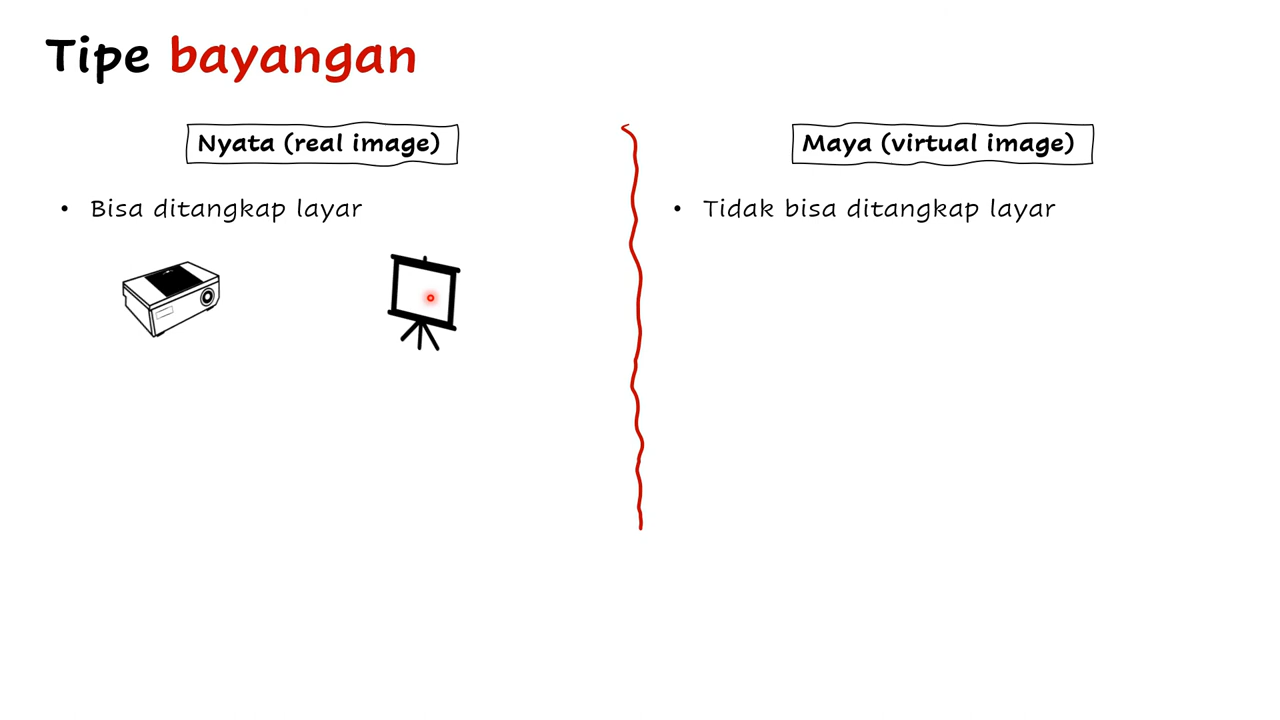 Tipe bayangan
Nyata (real image)
• Bisa ditangkap layar
Maya (virtual image)
• Tidak bisa ditangkap layar